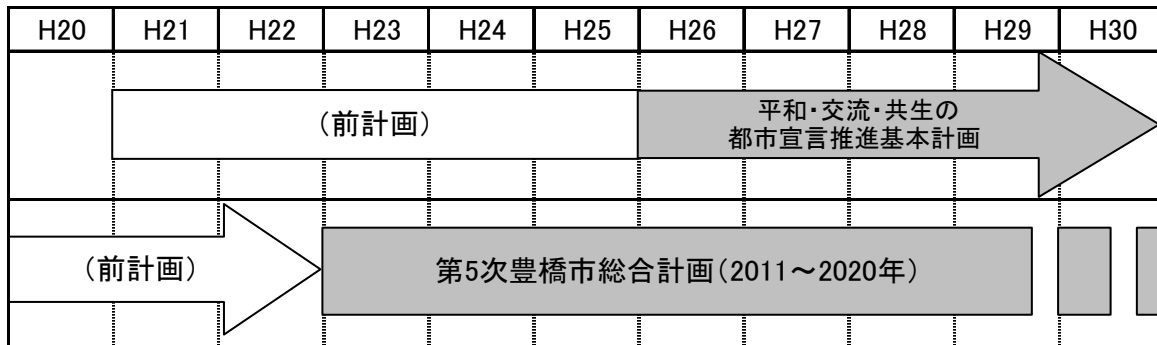 H20 H21 H22 H23 H24 H25 H26 H27 H28 H29 H30
(前計画)
平和・交流・共生の
都市宣言推進基本計画
(前計画)
第5次豊橋市総合計画(2011～2020年)